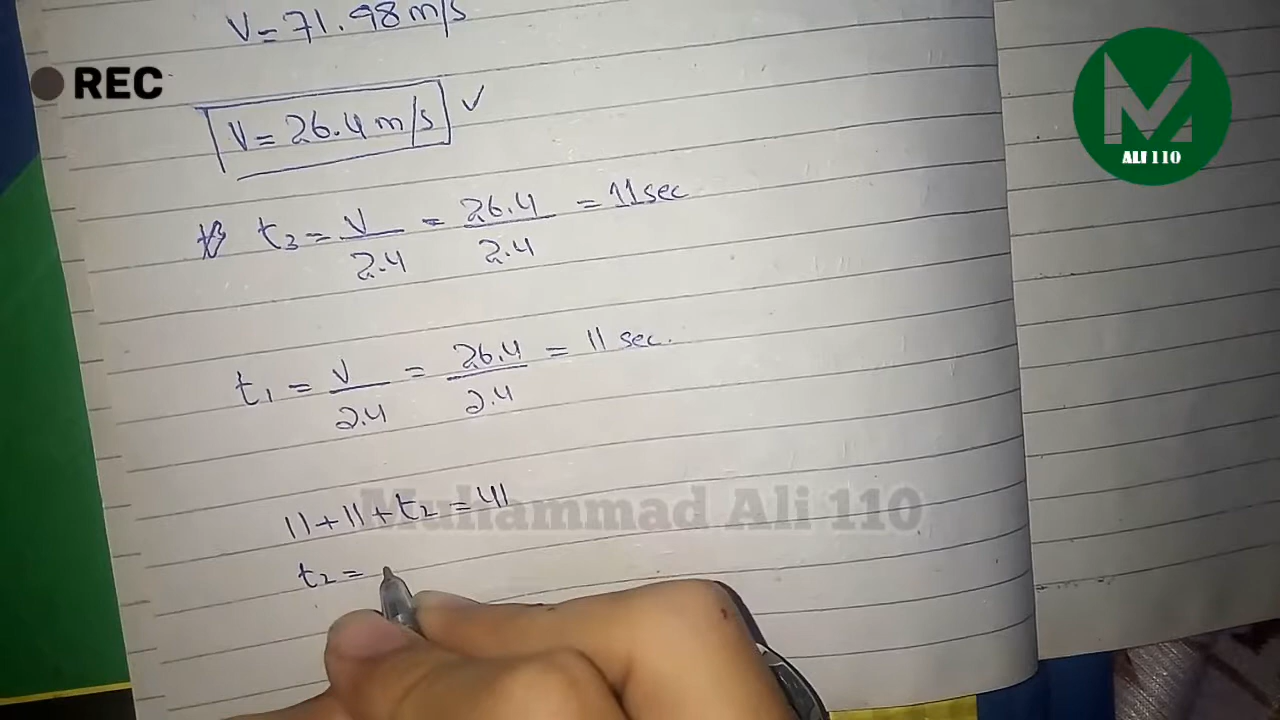 V = 71.98 m/s
REC
M
ALI 110
V = 26.4 m/s ✓
t₃ = V/2.4 = 26.4/2.4 = 11 sec
t₁ = V/2.4 = 26.4/2.4 = 11 sec.
11 + 11 + t₂ = 41
Muhammad Ali 110
t₂ =